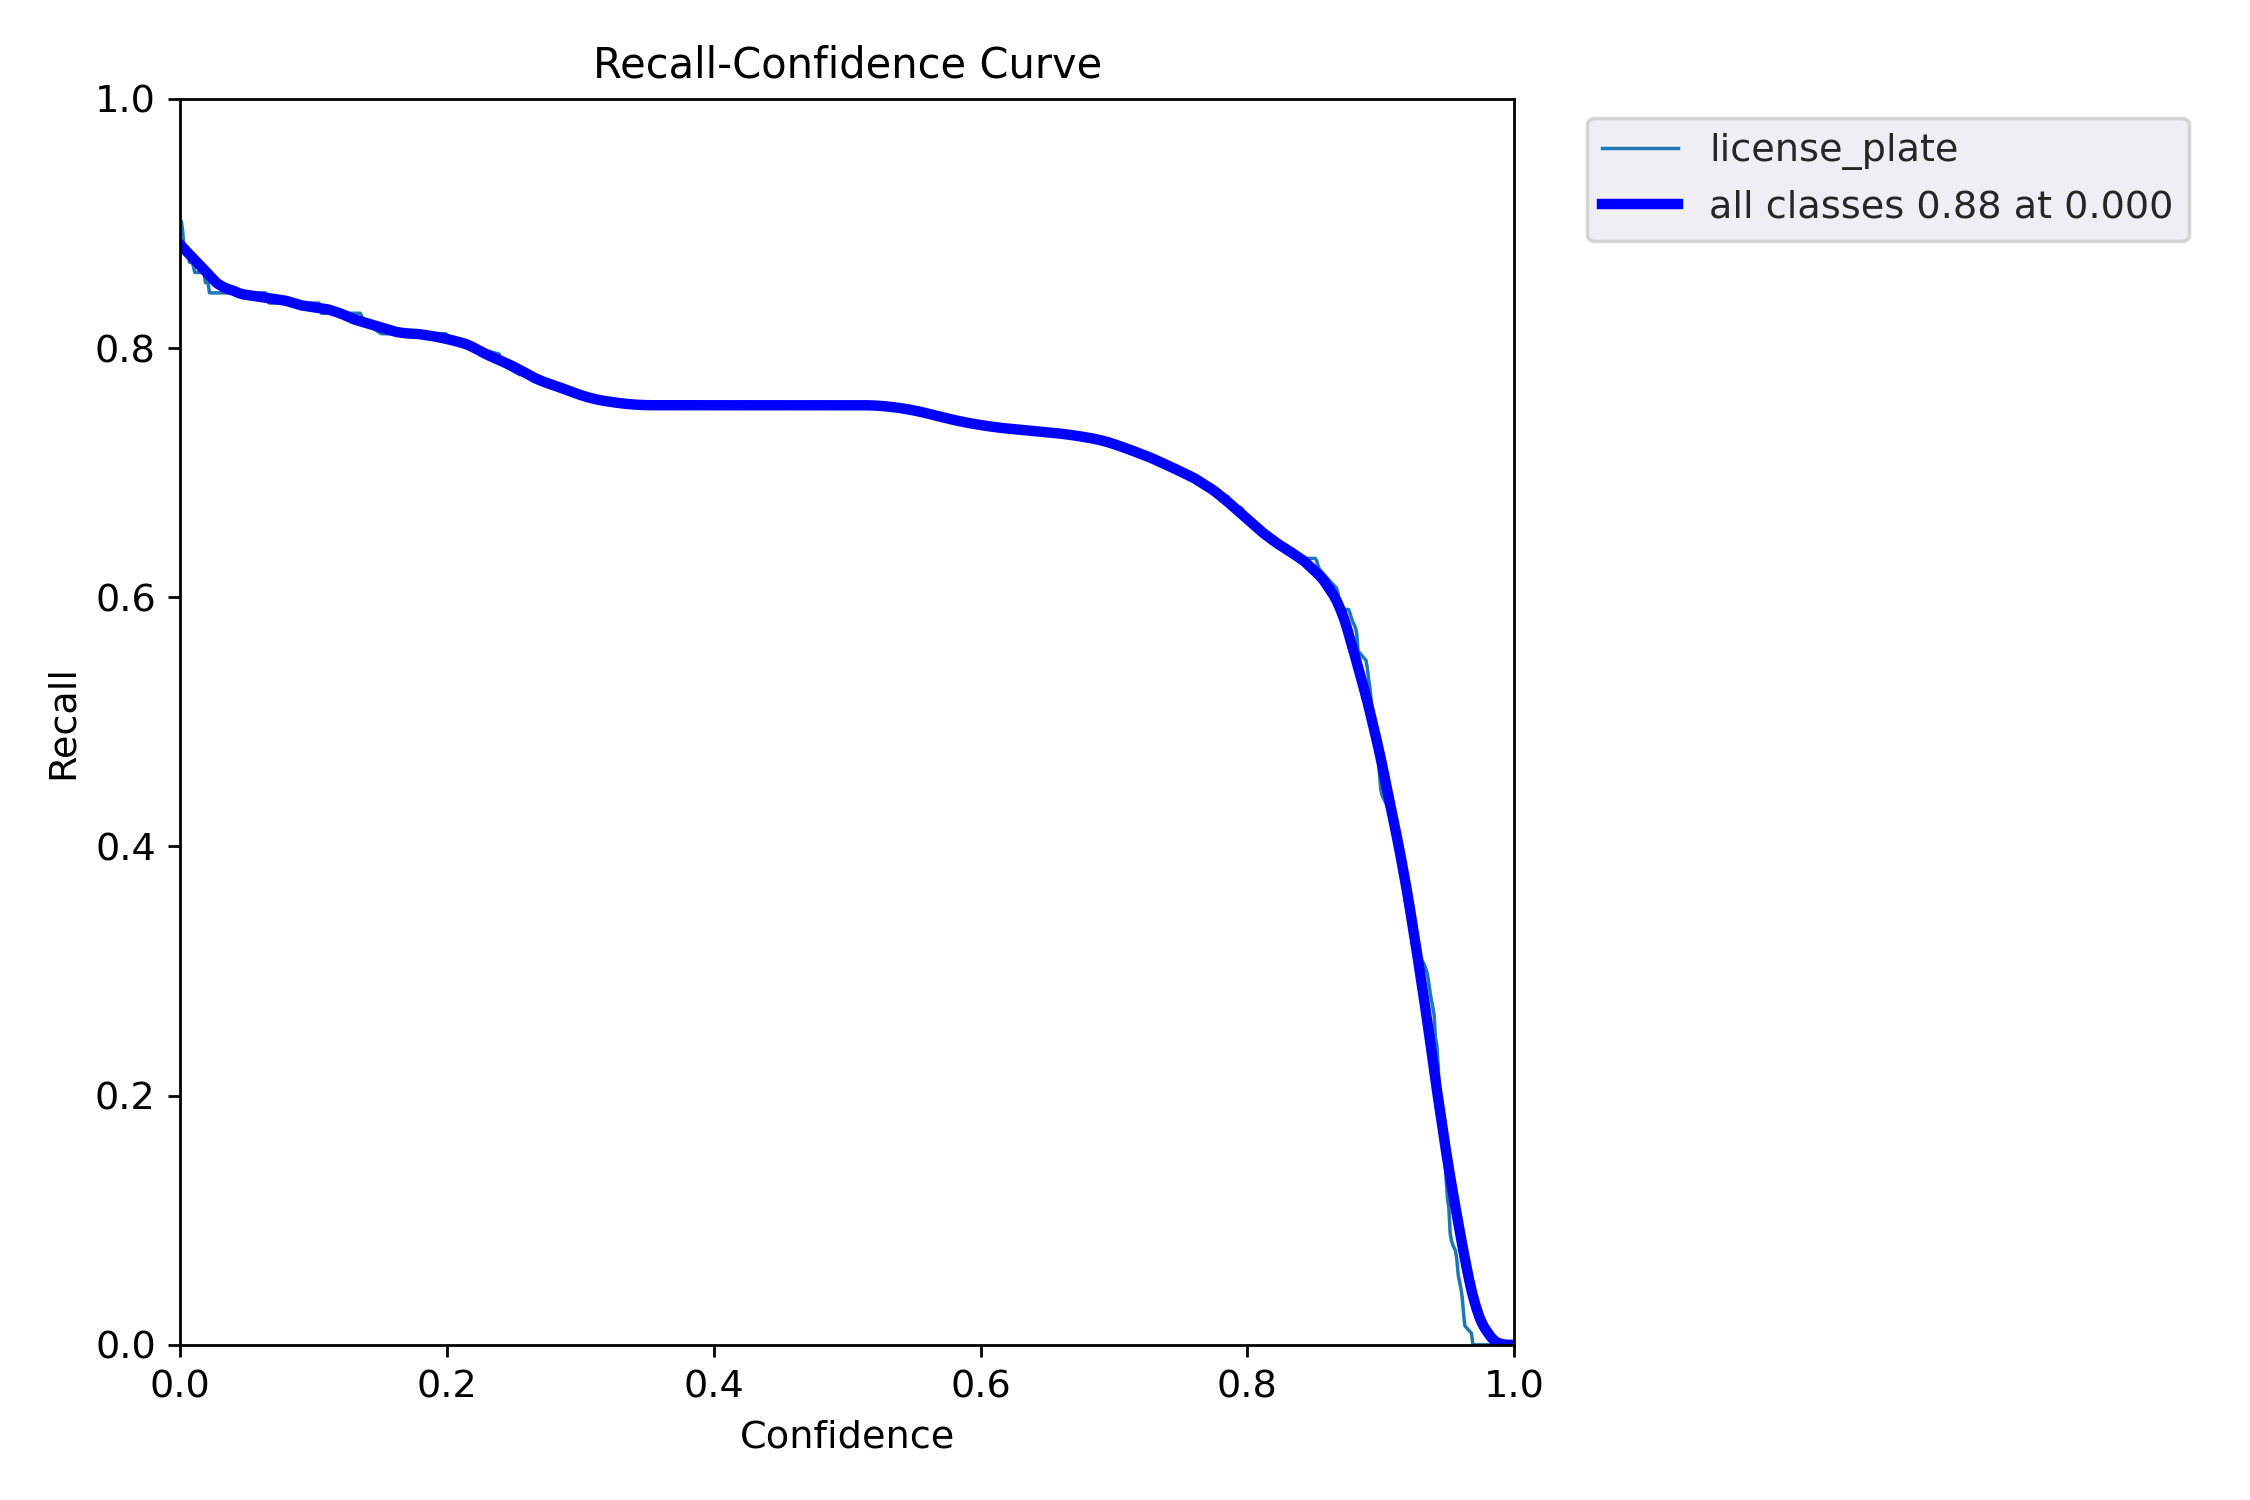 Recall-Confidence Curve
1.0
0.8
0.6
0.4
0.2
0.0
Recall
0.0 0.2 0.4 0.6 0.8 1.0
Confidence
license_plate
all classes 0.88 at 0.000